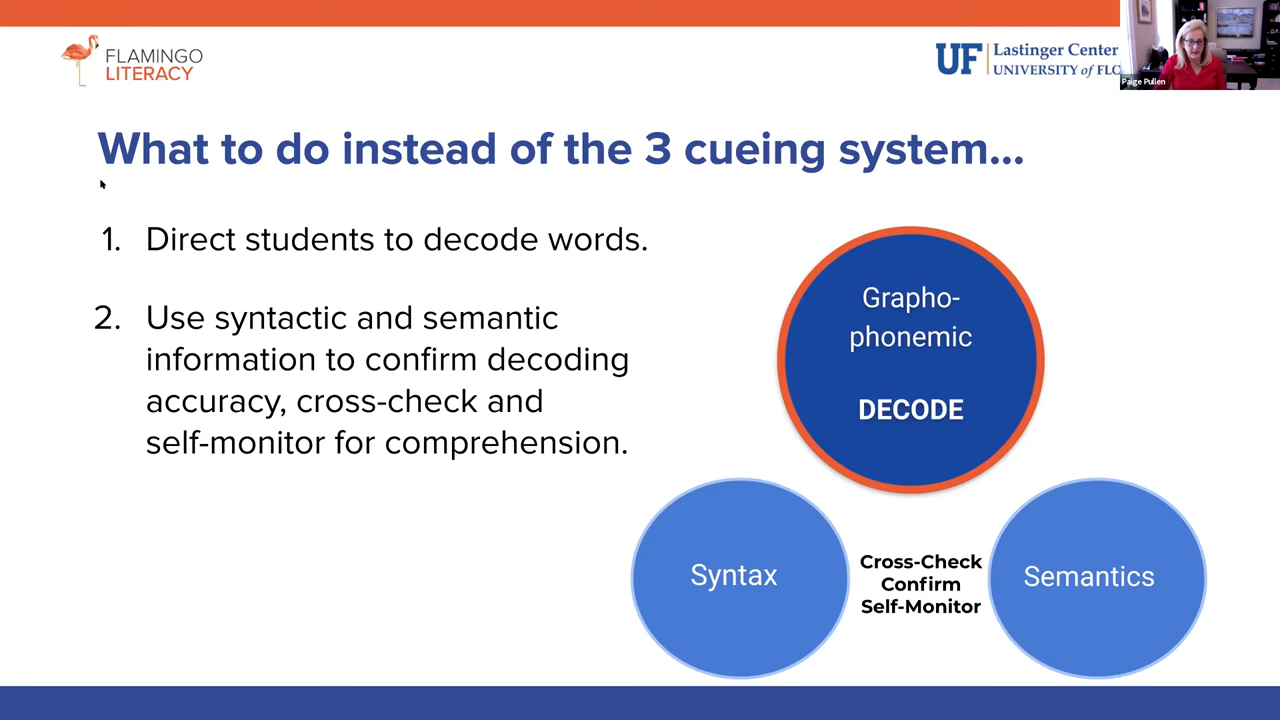 FLAMINGO
LITERACY
UF
Lastinger Center
UNIVERSITY of FLO
Paige Pullen
What to do instead of the 3 cueing system...
1. Direct students to decode words.
2. Use syntactic and semantic
information to confirm decoding
accuracy, cross-check and
self-monitor for comprehension.
Grapho-
phonemic
DECODE
Syntax
Cross-Check
Confirm
Self-Monitor
Semantics